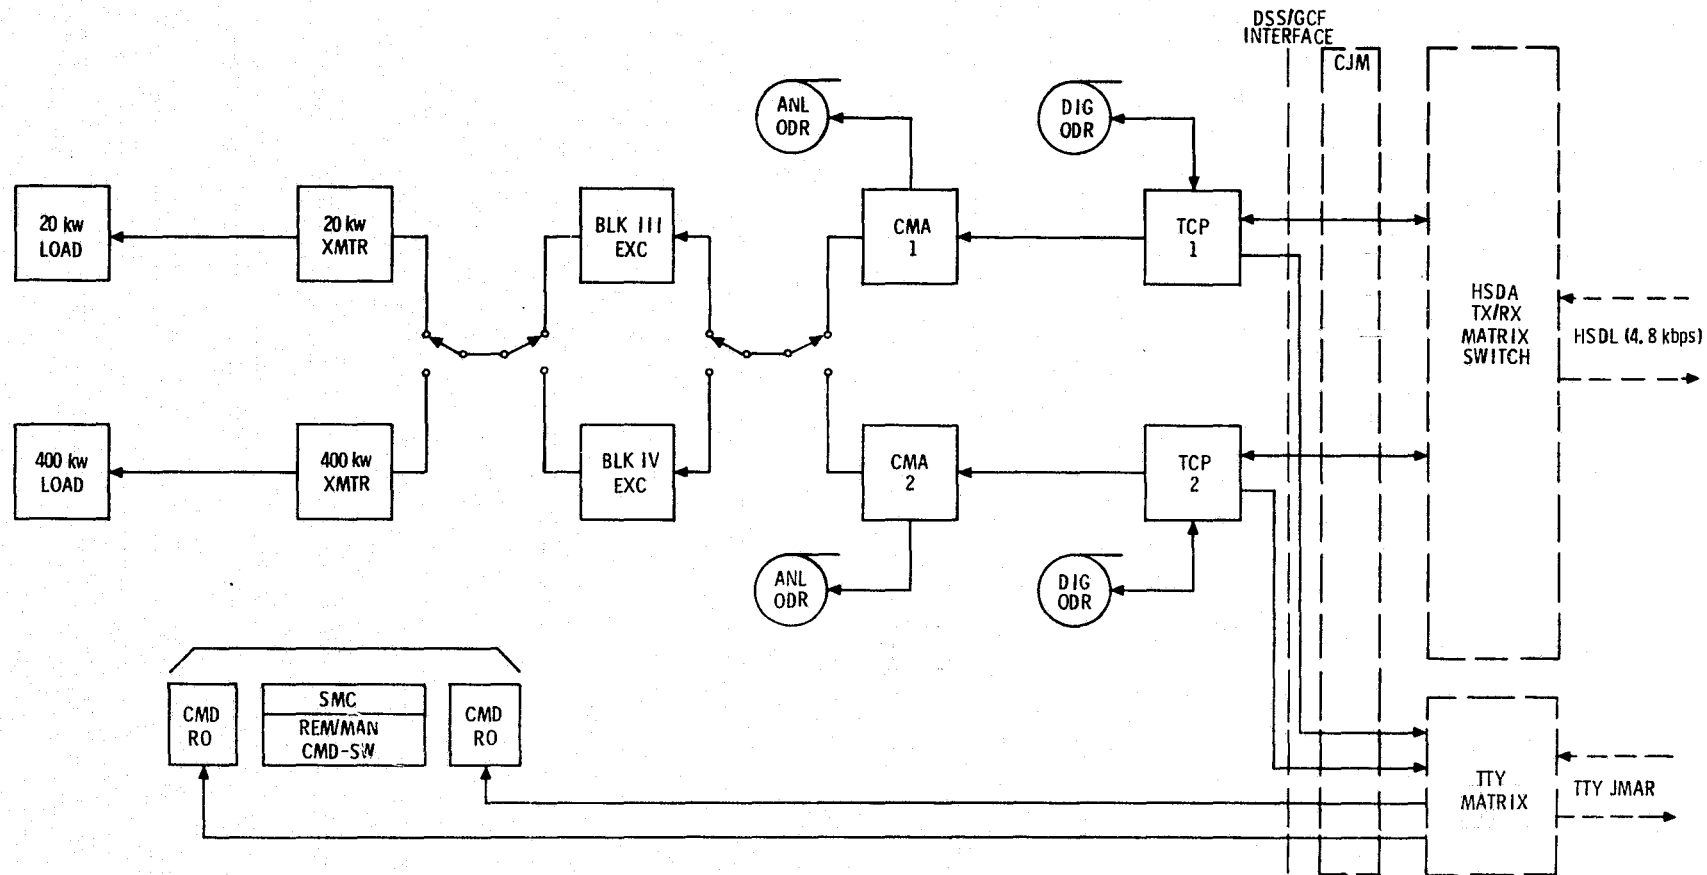 DSS/GCF
INTERFACE
CJM
ANL
ODR
DIG
ODR
20 kw
LOAD
20 kw
XMTR
BLK III
EXC
CMA
1
TCP
1
HSDA
TX/RX
MATRIX
SWITCH
HSDL (4.8 kbps)
400 kw
LOAD
400 kw
XMTR
BLK IV
EXC
CMA
2
TCP
2
ANL
ODR
DIG
ODR
CMD
RO
SMC
REM/MAN
CMD-SW
CMD
RO
TTY
MATRIX
TTY JMAR